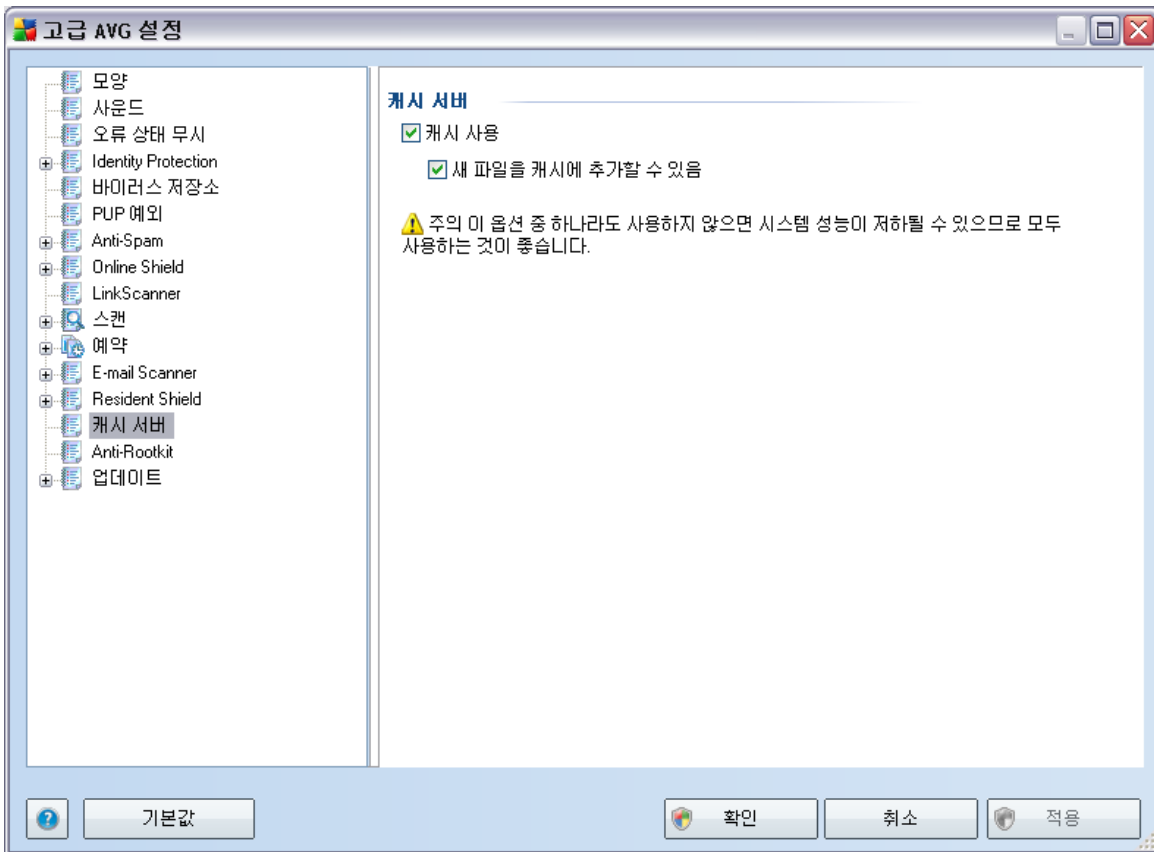 고급 AVG 설정
모양
사운드
오류 상태 무시
Identity Protection
바이러스 저장소
PUP 예외
Anti-Spam
Online Shield
LinkScanner
스캔
예약
E-mail Scanner
Resident Shield
캐시 서버
Anti-Rootkit
업데이트
캐시 서버
캐시 사용
새 파일을 캐시에 추가할 수 있음
주의 이 옵션 중 하나라도 사용하지 않으면 시스템 성능이 저하될 수 있으므로 모두
사용하는 것이 좋습니다.
기본값
확인
취소
적용